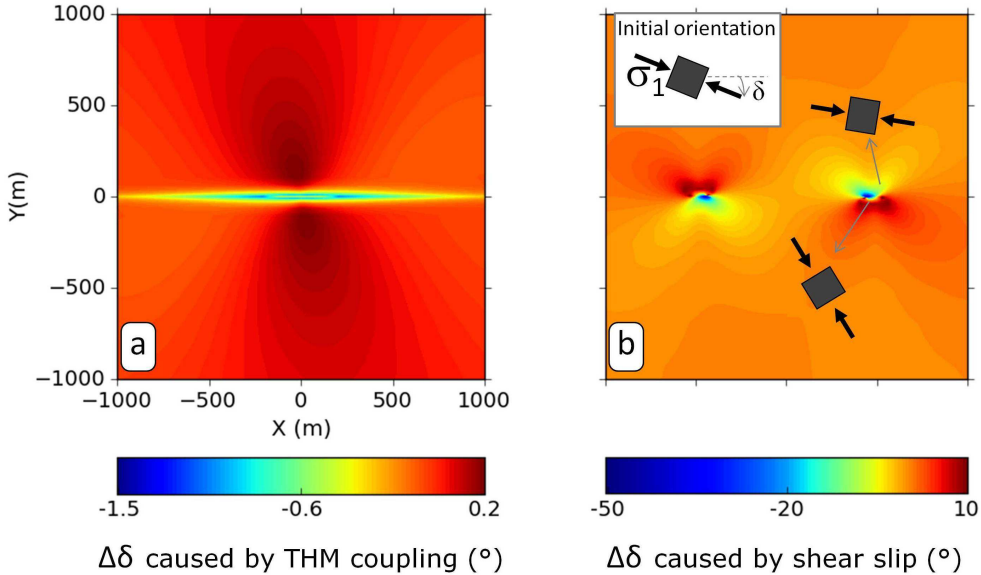 1000
500
0
−500
−1000
Y(m)
a
−1000 −500 0 500 1000
X (m)
-1.5 -0.6 0.2
Δδ caused by THM coupling (°)
Initial orientation
σ1
δ
b
-50 -20 10
Δδ caused by shear slip (°)